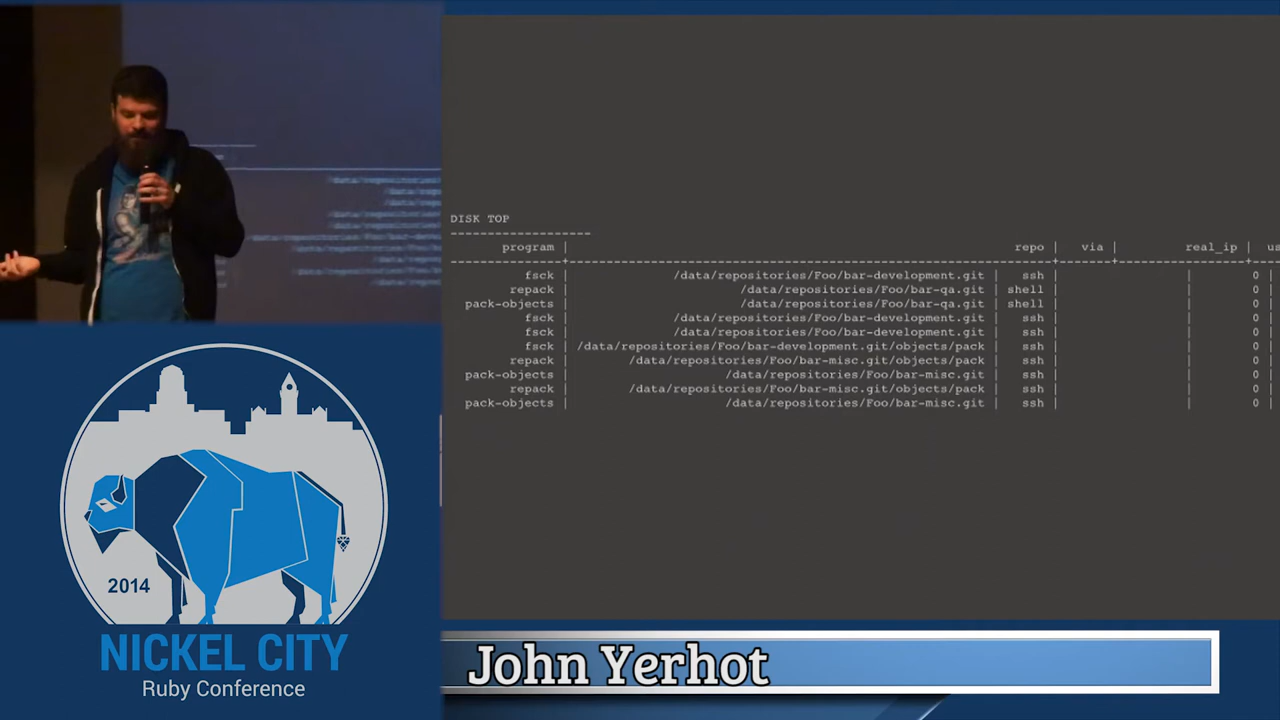 DISK TOP
-------------------
program | repo | via | real_ip | us
fsck | /data/repositories/Foo/bar-development.git | ssh | | 0 |
repack | /data/repositories/Foo/bar-qa.git | shell | | 0 |
pack-objects | /data/repositories/Foo/bar-qa.git | shell | | 0 |
fsck | /data/repositories/Foo/bar-development.git | ssh | | 0 |
fsck | /data/repositories/Foo/bar-development.git | ssh | | 0 |
fsck | /data/repositories/Foo/bar-development.git/objects/pack | ssh | | 0 |
repack | /data/repositories/Foo/bar-misc.git/objects/pack | ssh | | 0 |
pack-objects | /data/repositories/Foo/bar-misc.git | ssh | | 0 |
repack | /data/repositories/Foo/bar-misc.git/objects/pack | ssh | | 0 |
pack-objects | /data/repositories/Foo/bar-misc.git | ssh | | 0 |
2014
NICKEL CITY
Ruby Conference
John Yerhot